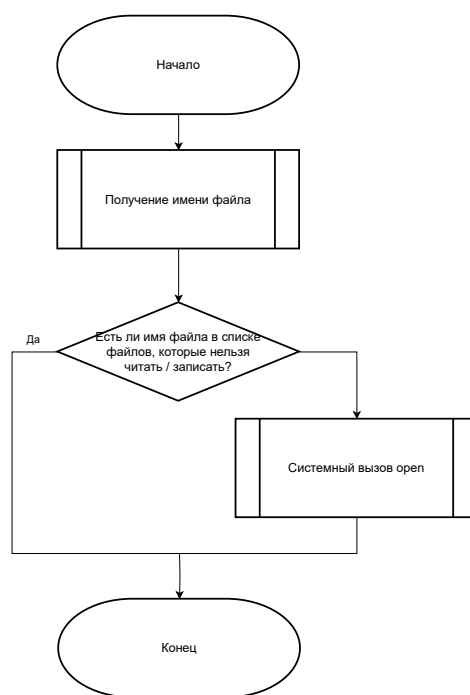 Начало
Получение имени файла
Есть ли имя файла в списке
файлов, которые нельзя
читать / записать?
Да
Системный вызов open
Конец